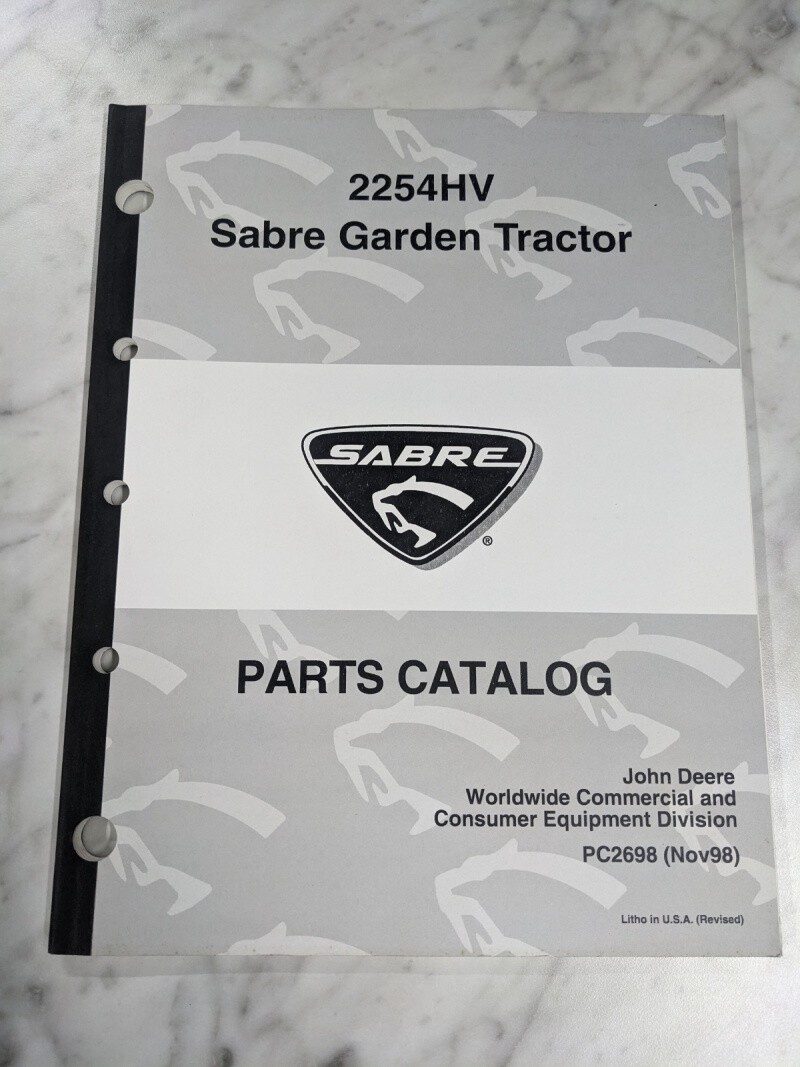 2254HV
Sabre Garden Tractor
SABRE
®
PARTS CATALOG
John Deere
Worldwide Commercial and
Consumer Equipment Division
PC2698 (Nov98)
Litho in U.S.A. (Revised)